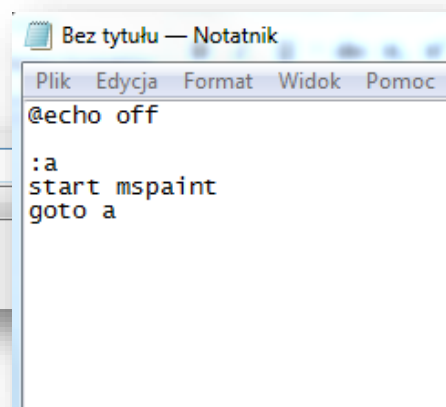 Bez tytułu — Notatnik
Plik Edycja Format Widok Pomoc
@echo off

:a
start mspaint
goto a